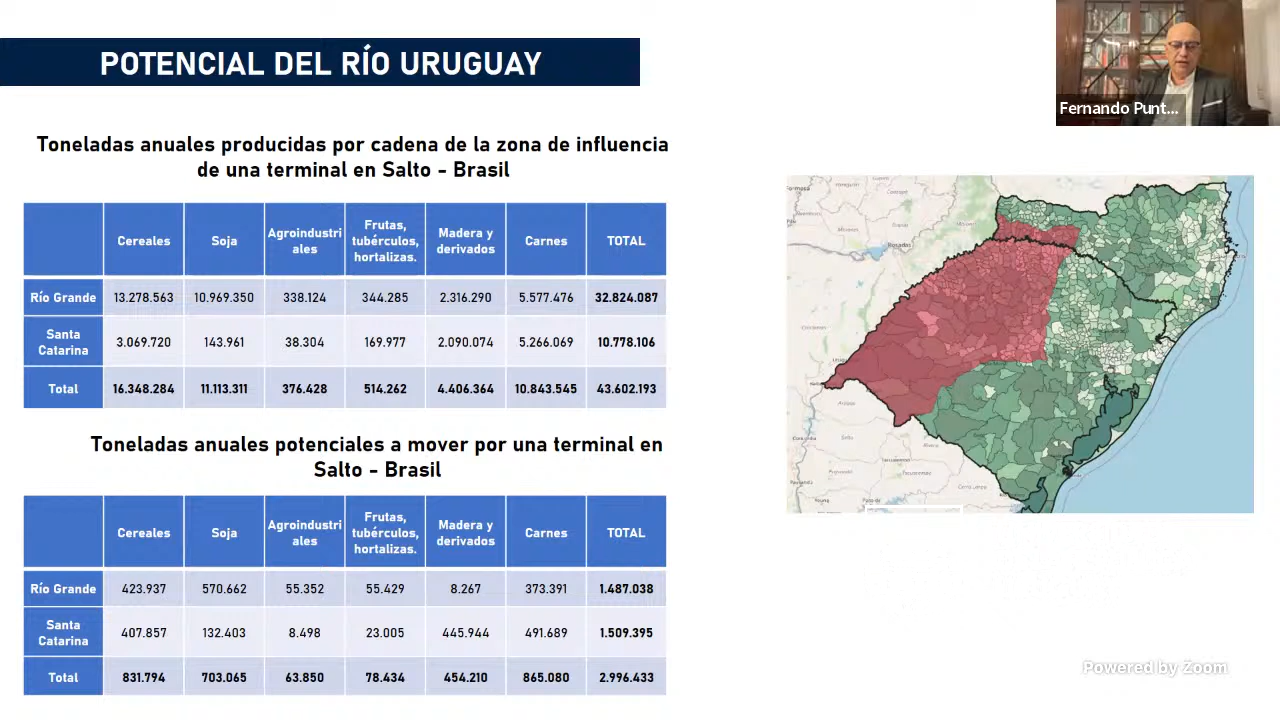 POTENCIAL DEL RÍO URUGUAY
Fernando Punt...
Toneladas anuales producidas por cadena de la zona de influencia
de una terminal en Salto - Brasil
Cereales Soja Agroindustri
ales Frutas,
tubérculos,
hortalizas. Madera y
derivados Carnes TOTAL
Río Grande 13.278.563 10.969.350 338.124 344.285 2.316.290 5.577.476 32.824.087
Santa
Catarina 3.069.720 143.961 38.304 169.977 2.090.074 5.266.069 10.778.106
Total 16.348.284 11.113.311 376.428 514.262 4.406.364 10.843.545 43.602.193
Toneladas anuales potenciales a mover por una terminal en
Salto - Brasil
Cereales Soja Agroindustri
ales Frutas,
tubérculos,
hortalizas. Madera y
derivados Carnes TOTAL
Río Grande 423.937 570.662 55.352 55.429 8.267 373.391 1.487.038
Santa
Catarina 407.857 132.403 8.498 23.005 445.944 491.689 1.509.395
Total 831.794 703.065 63.850 78.434 454.210 865.080 2.996.433
Powered by Zoom